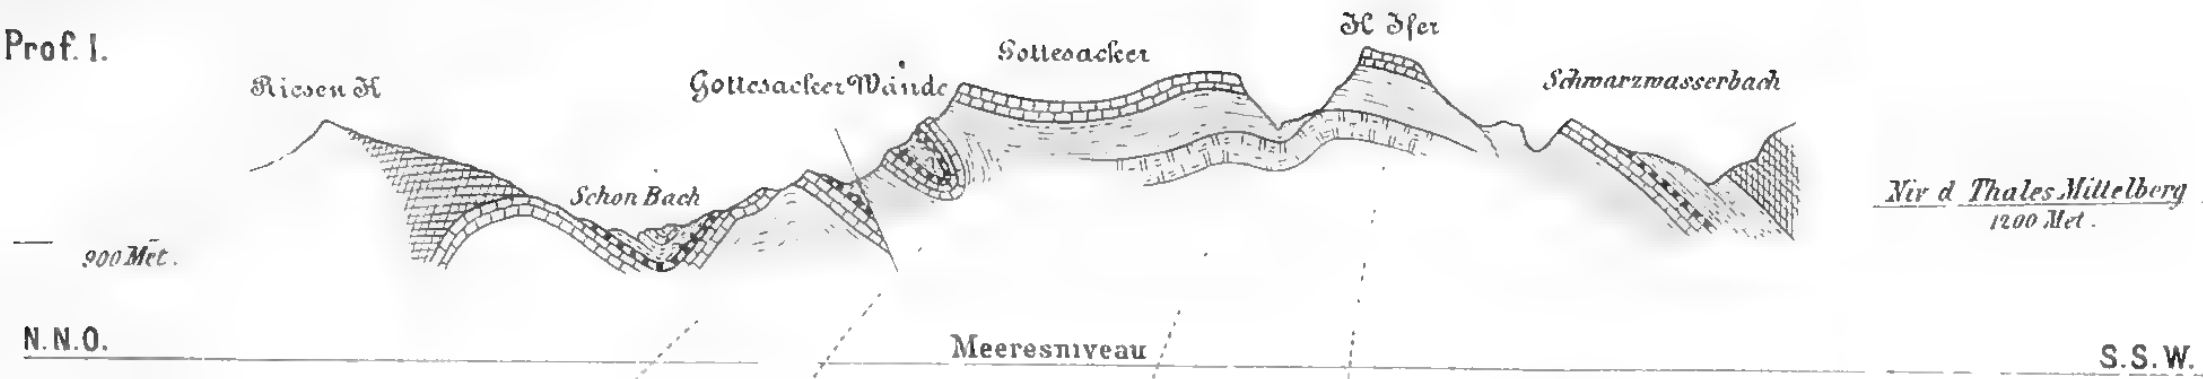 Prof. I.
Riesen K
Gottesacker Wände
Gottesacker
K Ifer
Schwarzwasserbach
Schon Bach
900 Met.
Niv d Thales Mittelberg
1200 Met.
N.N.O.
Meeresniveau
S.S.W.